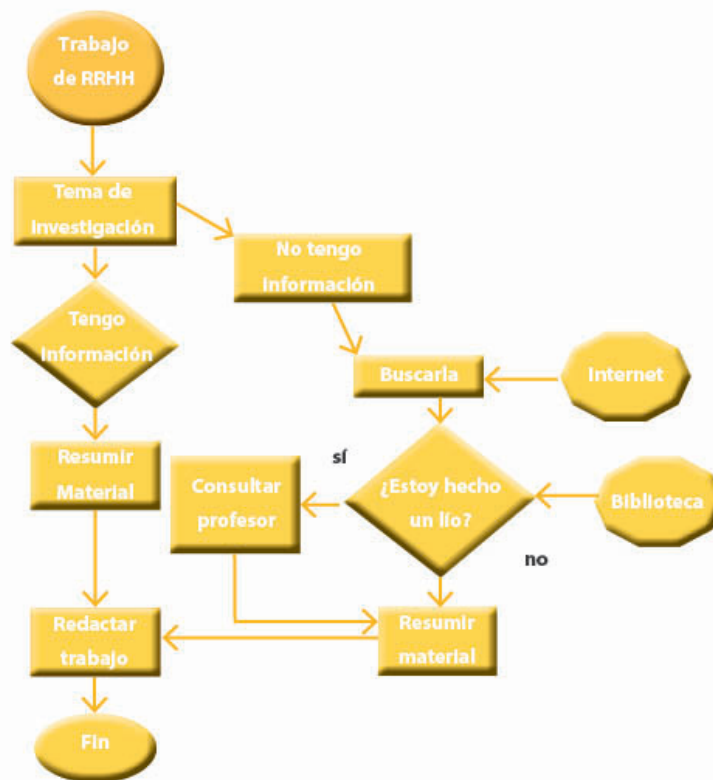 Trabajo
de RRHH
Tema de
investigación
No tengo
información
Tengo
información
Buscarla
Internet
Resumir
Material
sí
Consultar
profesor
¿Estoy hecho
un lío?
Biblioteca
no
Redactar
trabajo
Resumir
material
Fin